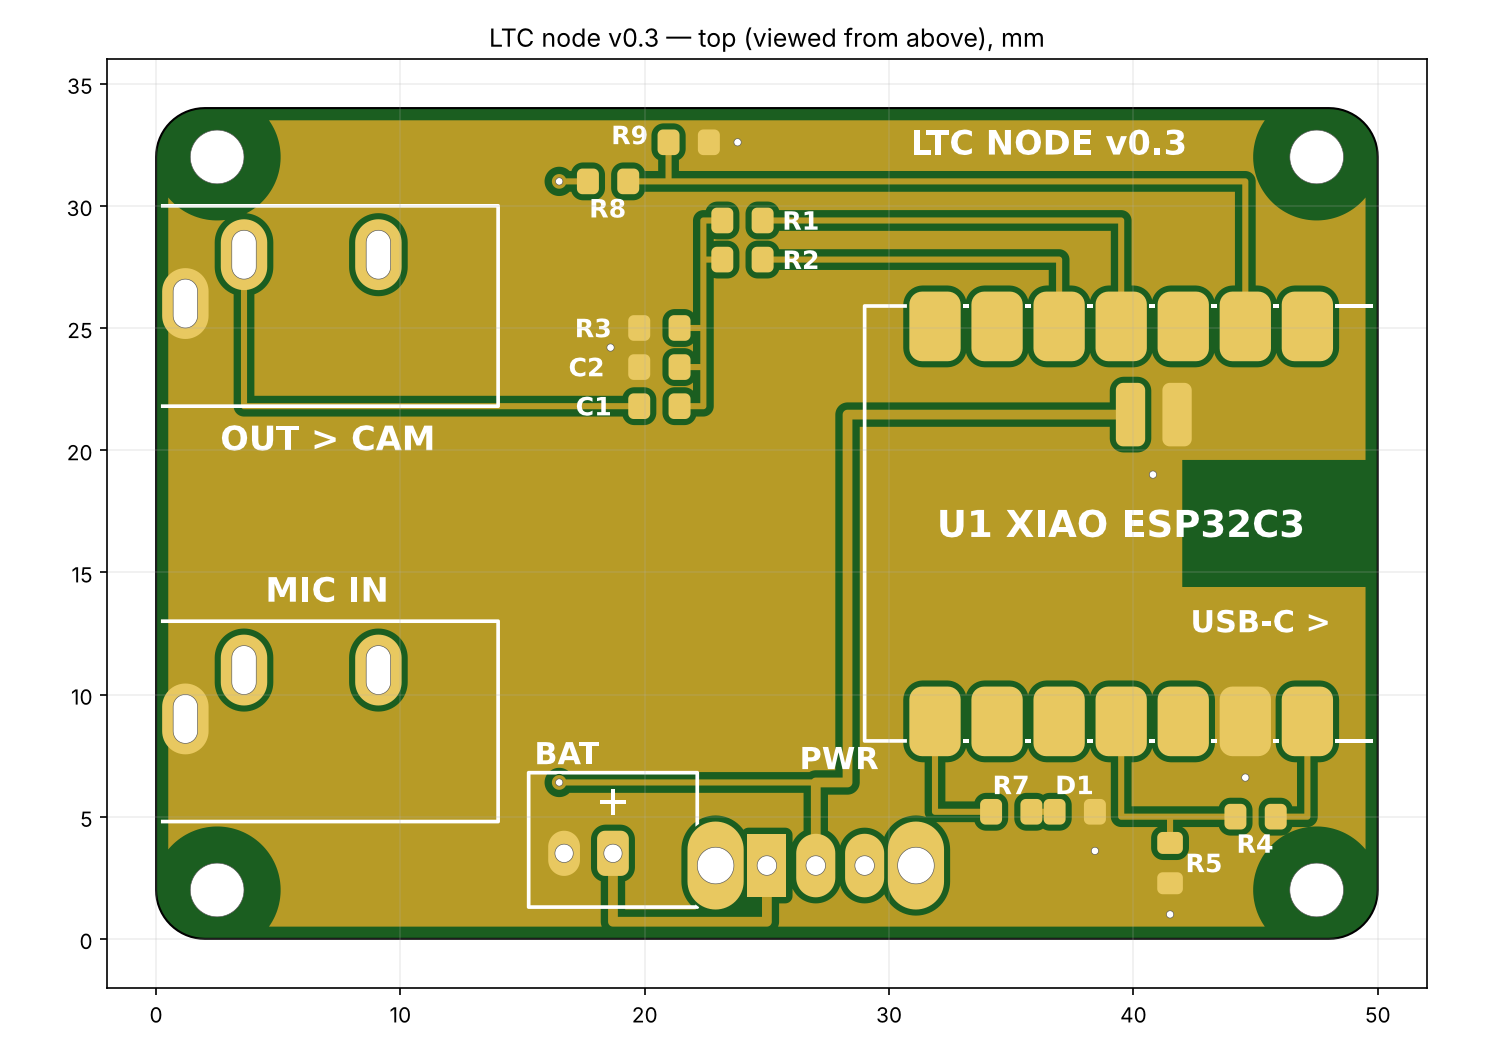 LTC node v0.3 — top (viewed from above), mm
35
30
25
20
15
10
5
0
0
10
20
30
40
50
R9
LTC NODE v0.3
R8
R1
R2
R3
C2
C1
OUT > CAM
U1 XIAO ESP32C3
MIC IN
USB-C >
BAT
PWR
+
R7
D1
R4
R5